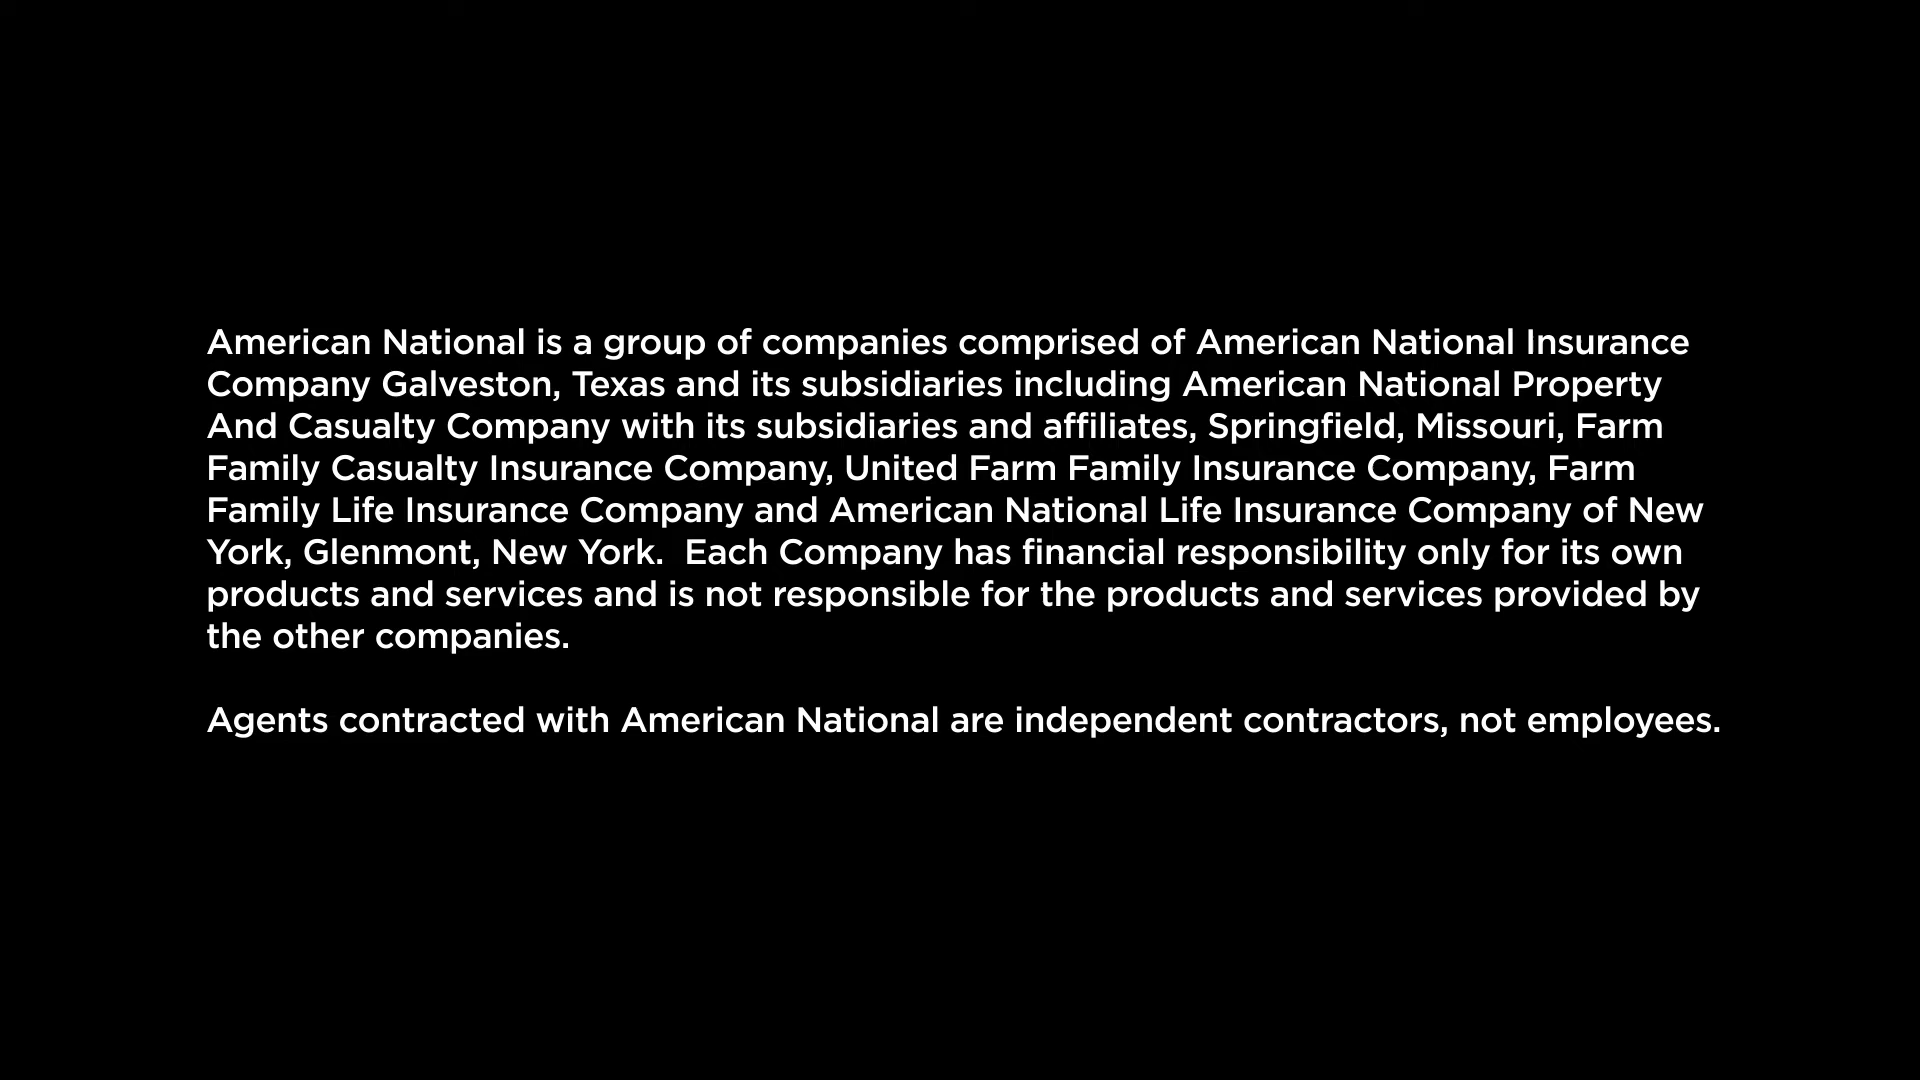 American National is a group of companies comprised of American National Insurance
Company Galveston, Texas and its subsidiaries including American National Property
And Casualty Company with its subsidiaries and affiliates, Springfield, Missouri, Farm
Family Casualty Insurance Company, United Farm Family Insurance Company, Farm
Family Life Insurance Company and American National Life Insurance Company of New
York, Glenmont, New York.  Each Company has financial responsibility only for its own
products and services and is not responsible for the products and services provided by
the other companies.
Agents contracted with American National are independent contractors, not employees.